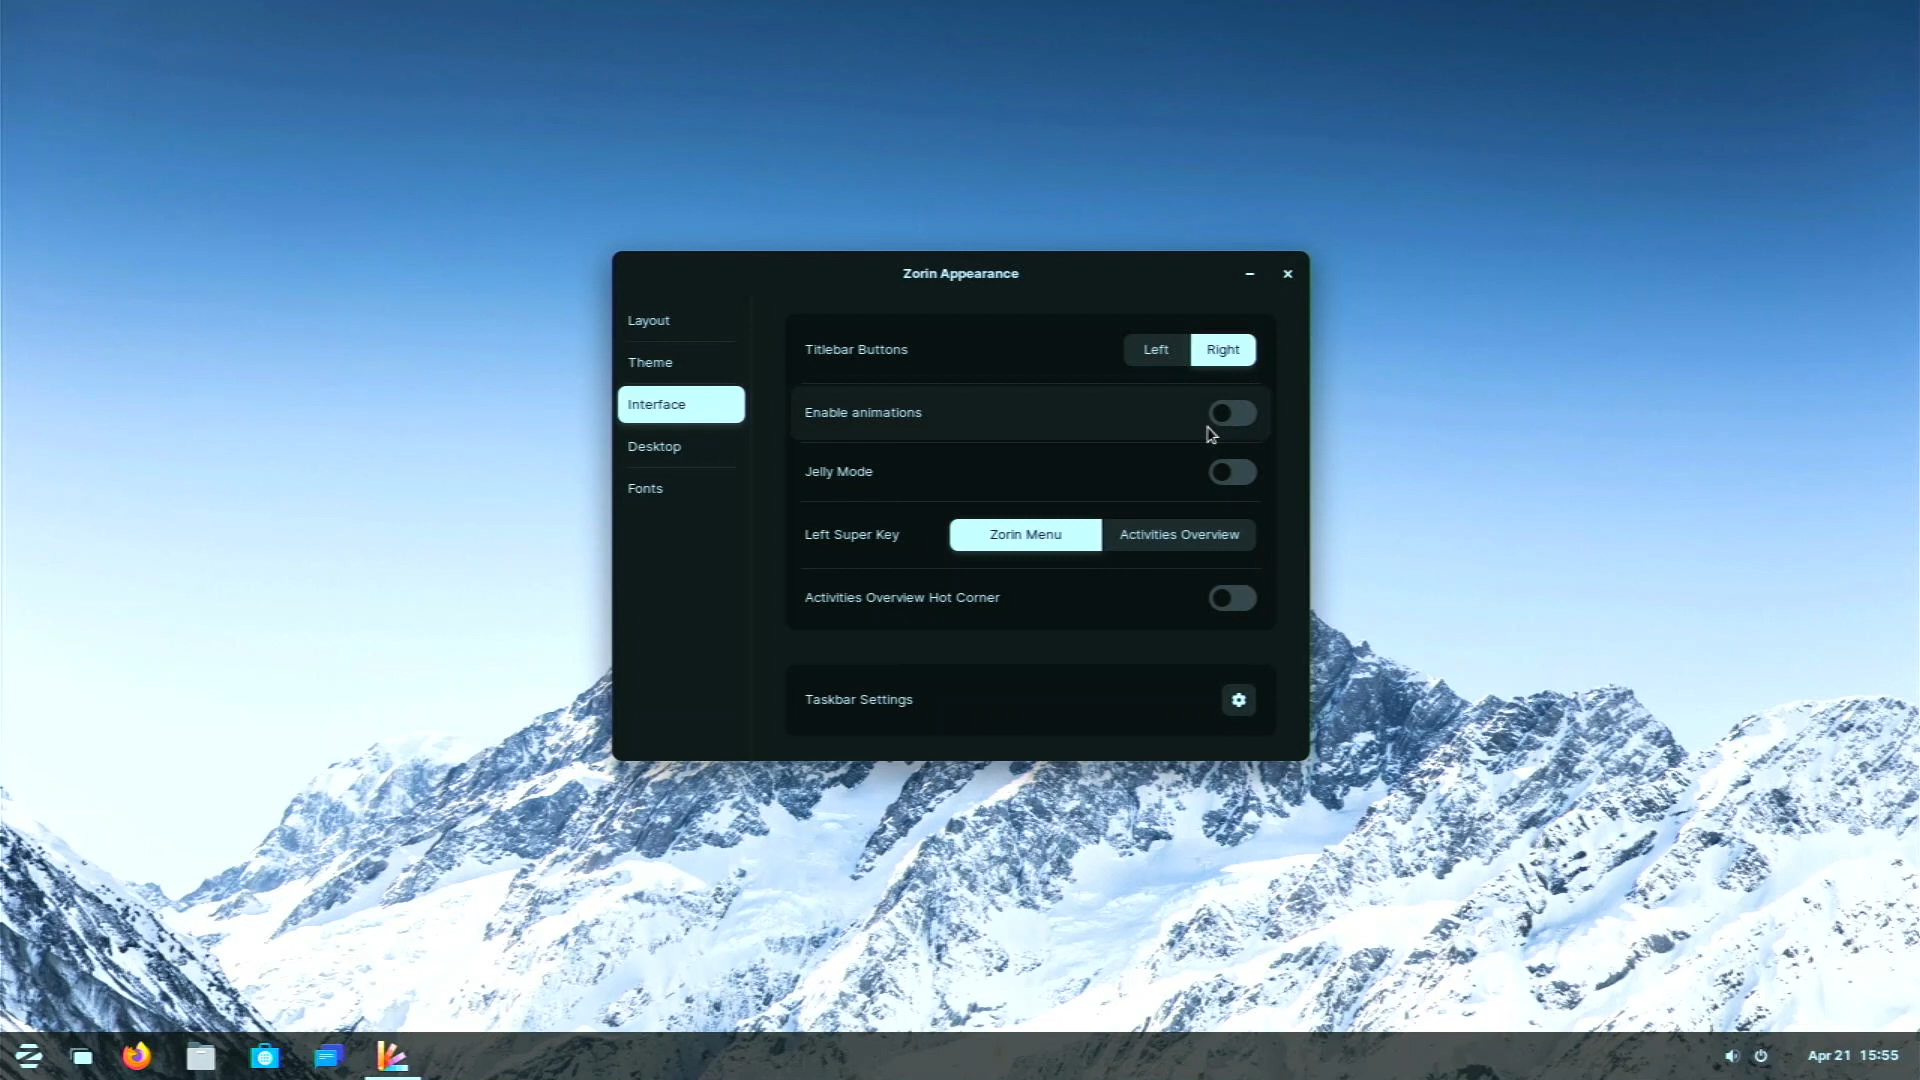 Zorin Appearance
Layout
Theme
Interface
Desktop
Fonts
Titlebar Buttons
Left
Right
Enable animations
Jelly Mode
Left Super Key
Zorin Menu
Activities Overview
Activities Overview Hot Corner
Taskbar Settings
Apr 21 15:55